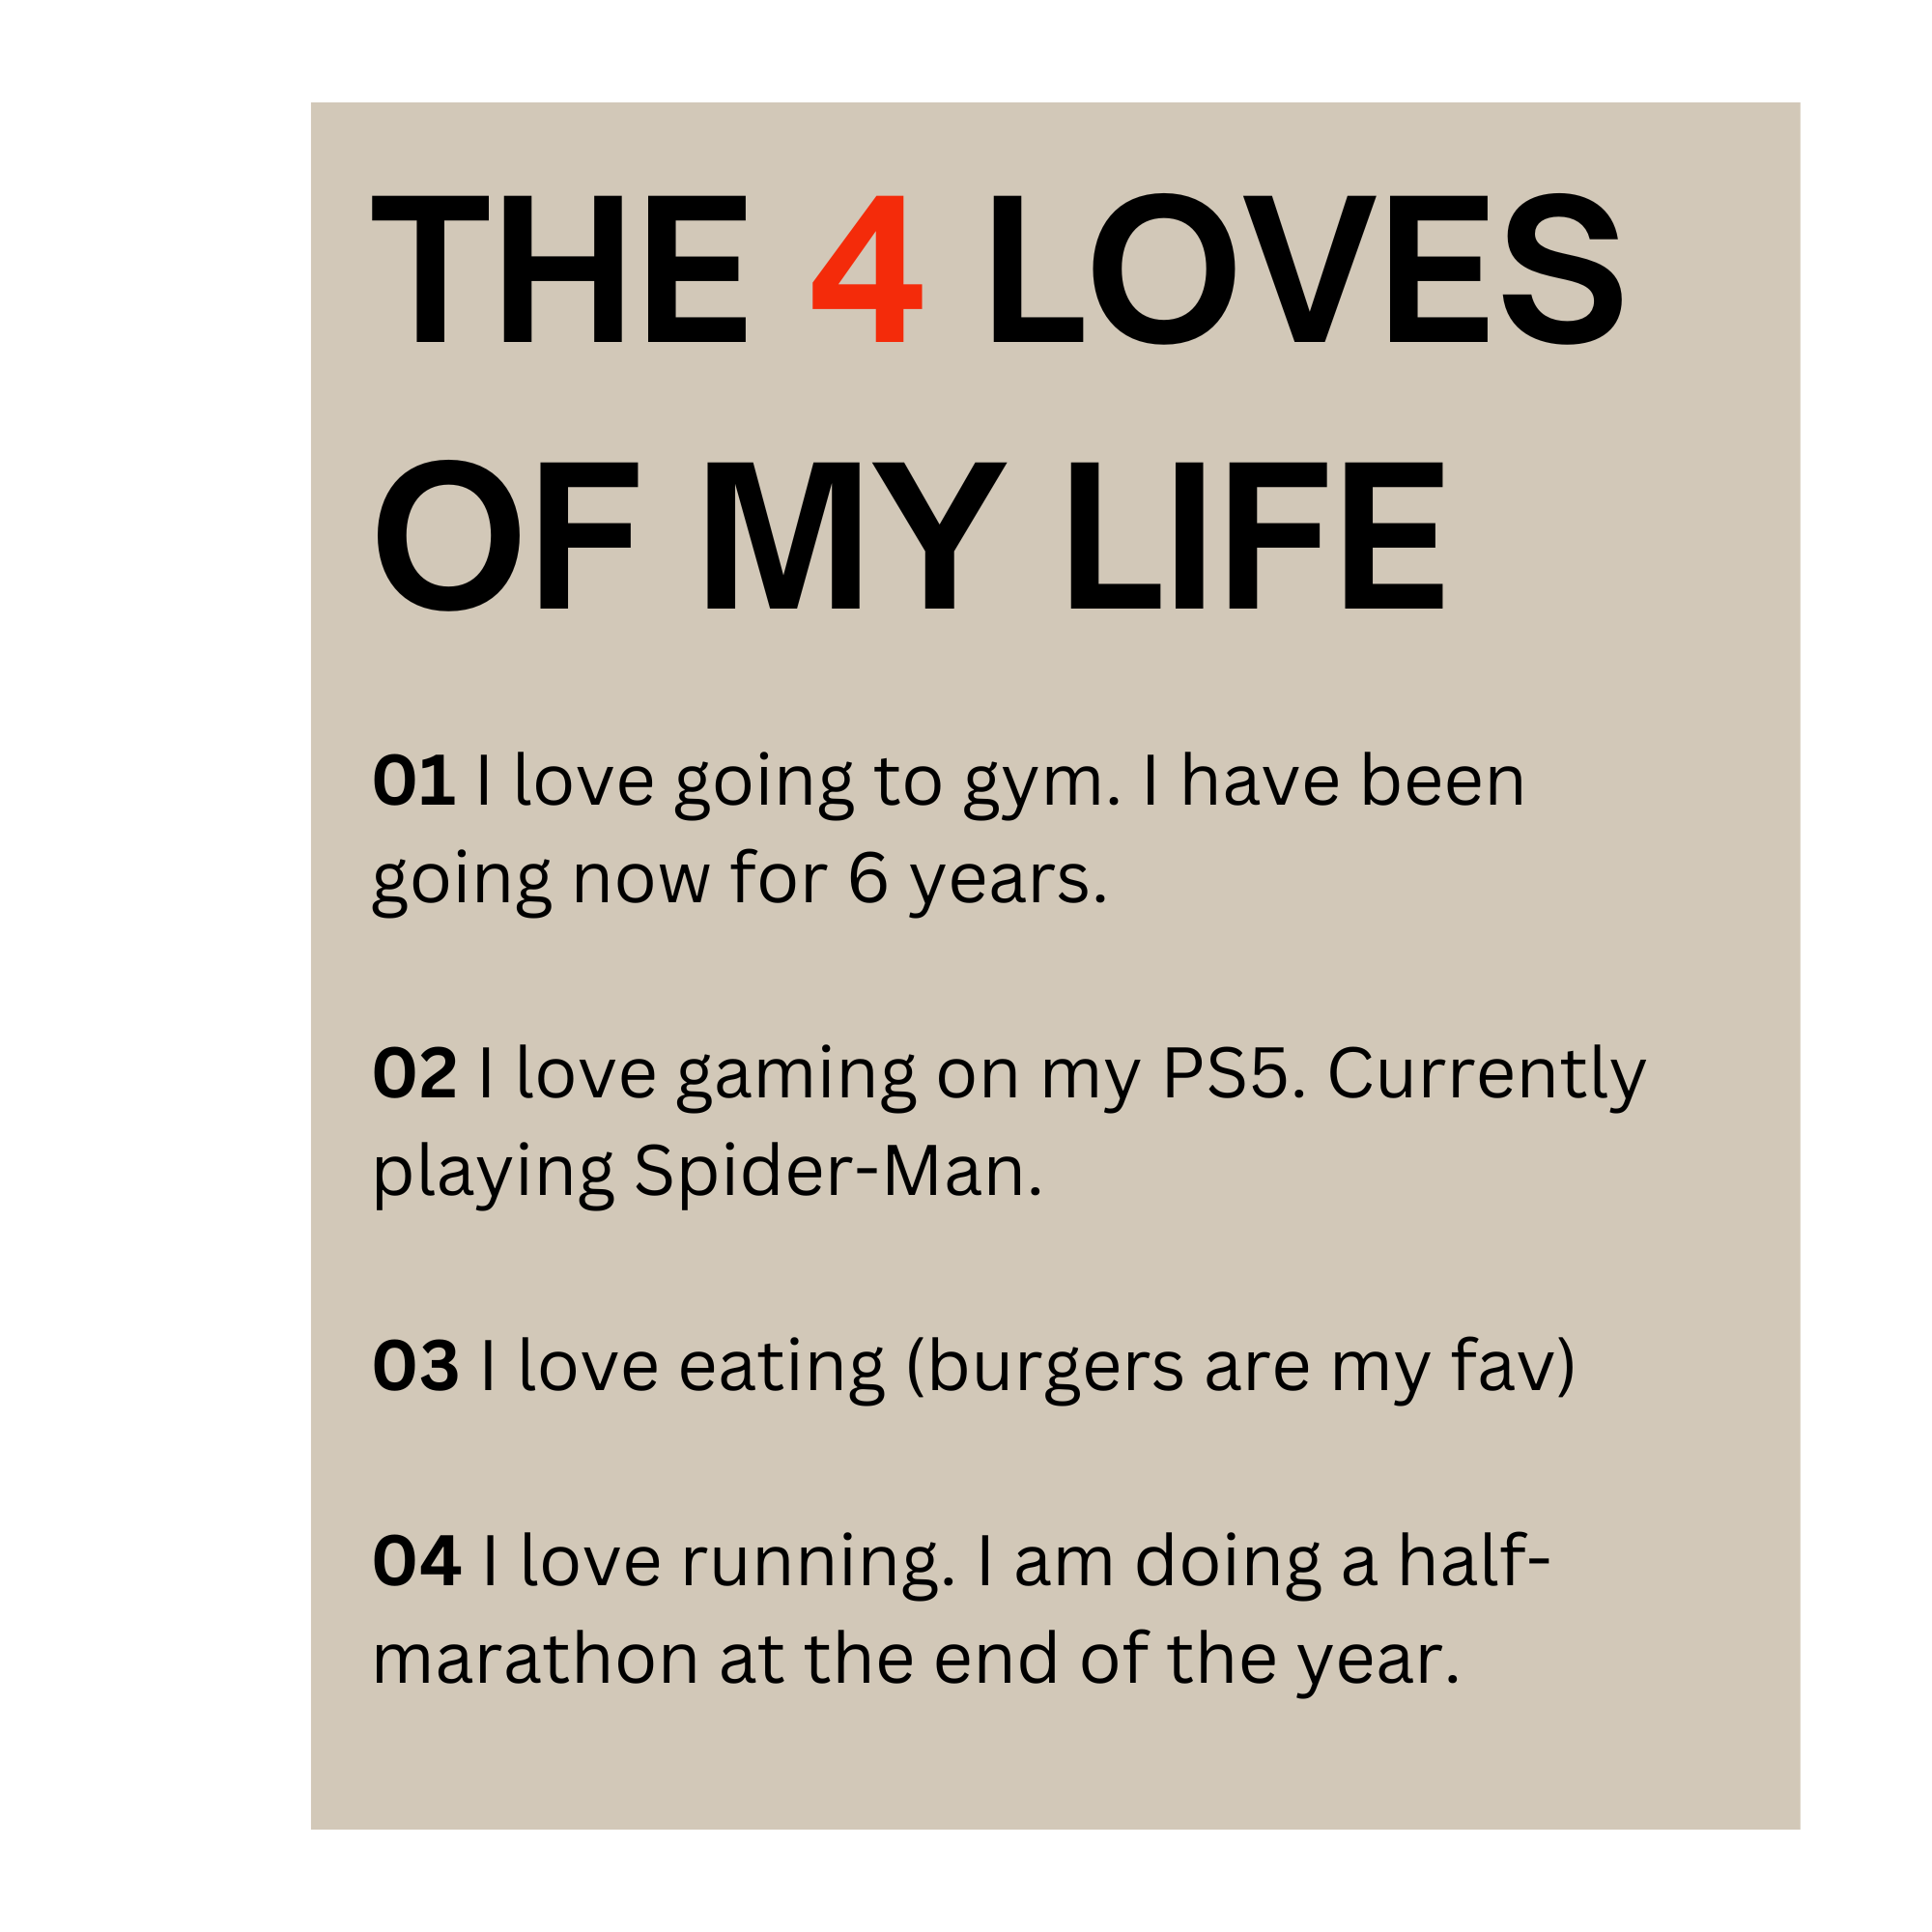 THE 4 LOVES
OF MY LIFE
01 I love going to gym. I have been
going now for 6 years.
02 I love gaming on my PS5. Currently
playing Spider-Man.
03 I love eating (burgers are my fav)
04 I love running. I am doing a half-
marathon at the end of the year.